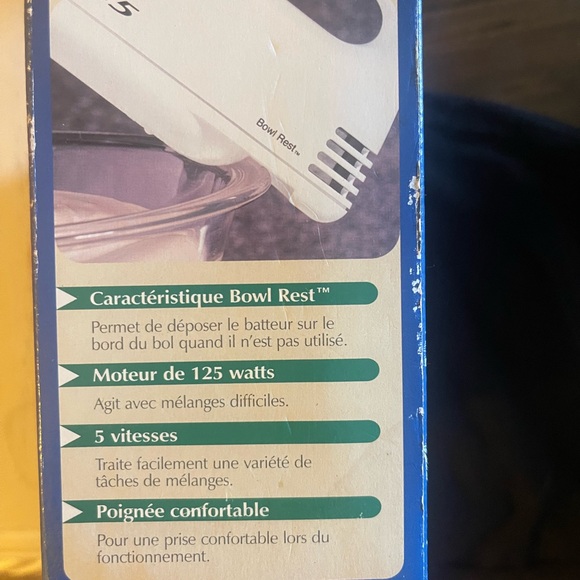 5
Bowl Rest™
Caractéristique Bowl Rest™
Permet de déposer le batteur sur le
bord du bol quand il n'est pas utilisé.
Moteur de 125 watts
Agit avec mélanges difficiles.
5 vitesses
Traite facilement une variété de
tâches de mélanges.
Poignée confortable
Pour une prise confortable lors du
fonctionnement.